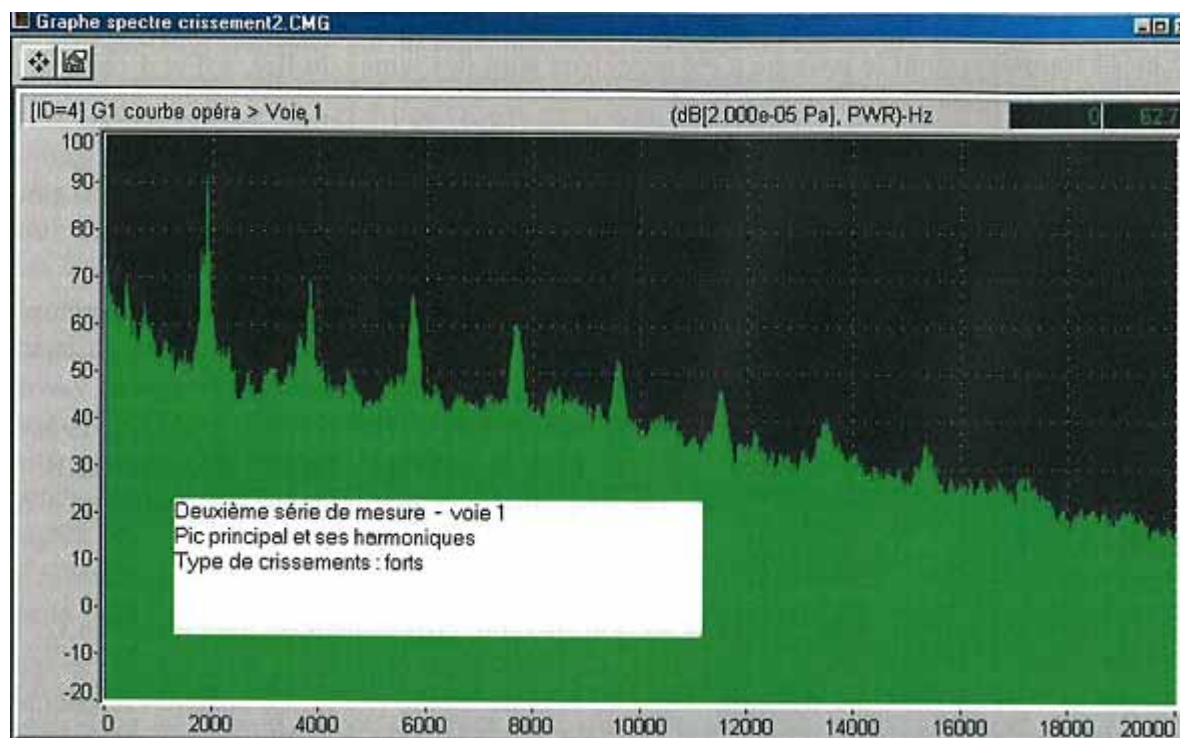 Graphe spectre crissement2.CMG
[ID=4] G1 courbe opéra > Voie 1 (dB[2.000e-05 Pa], PWR)-Hz 0 62.7
100
90
80
70
60
50
40
30
20
10
0
-10
-20
Deuxième série de mesure - voie 1
Pic principal et ses harmoniques
Type de crissements : forts
0 2000 4000 6000 8000 10000 12000 14000 16000 18000 20000